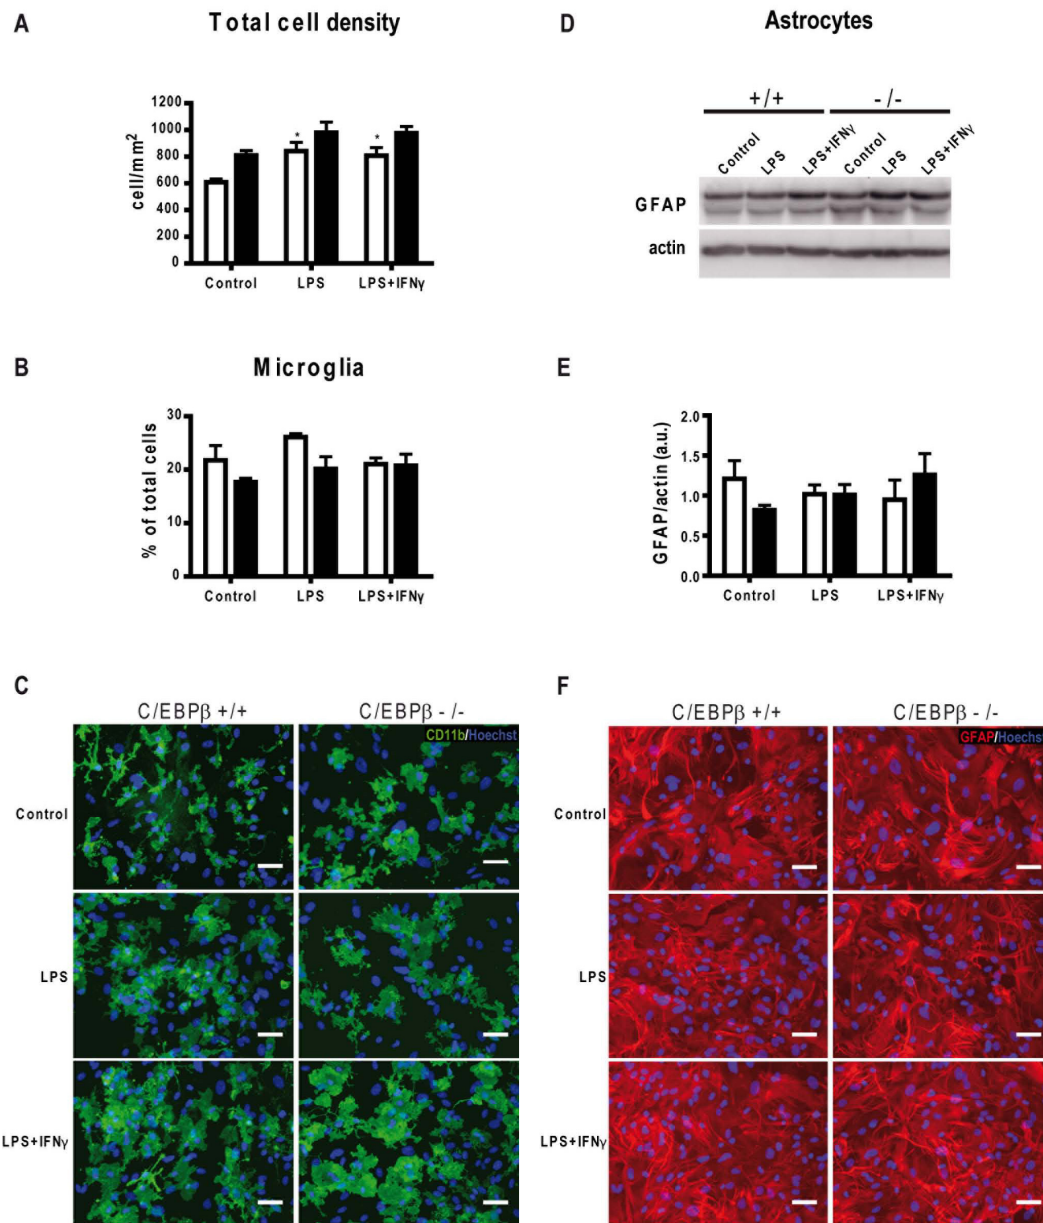 A
Total cell density
1200
1000
800
600
400
200
0
cell/mm²
*
*
Control
LPS
LPS+IFNγ
B
Microglia
30
20
10
0
% of total cells
Control
LPS
LPS+IFNγ
C
C/EBPβ +/+
C/EBPβ -/-
CD11b/Hoechst
Control
LPS
LPS+IFNγ
D
Astrocytes
+/+
-/-
Control
LPS
LPS+IFNγ
Control
LPS
LPS+IFNγ
GFAP
actin
E
2.0
1.5
1.0
0.5
0.0
GFAP/actin (a.u.)
Control
LPS
LPS+IFNγ
F
C/EBPβ +/+
C/EBPβ -/-
GFAP/Hoechst
Control
LPS
LPS+IFNγ